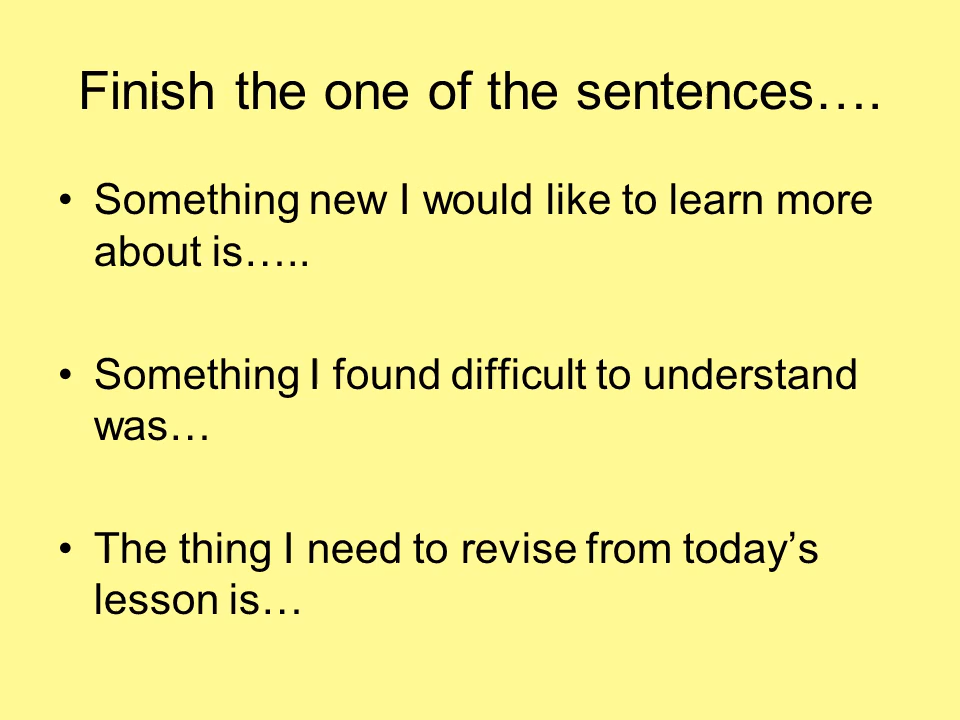 Finish the one of the sentences….
• Something new I would like to learn more
about is…..
• Something I found difficult to understand
was…
• The thing I need to revise from today’s
lesson is…